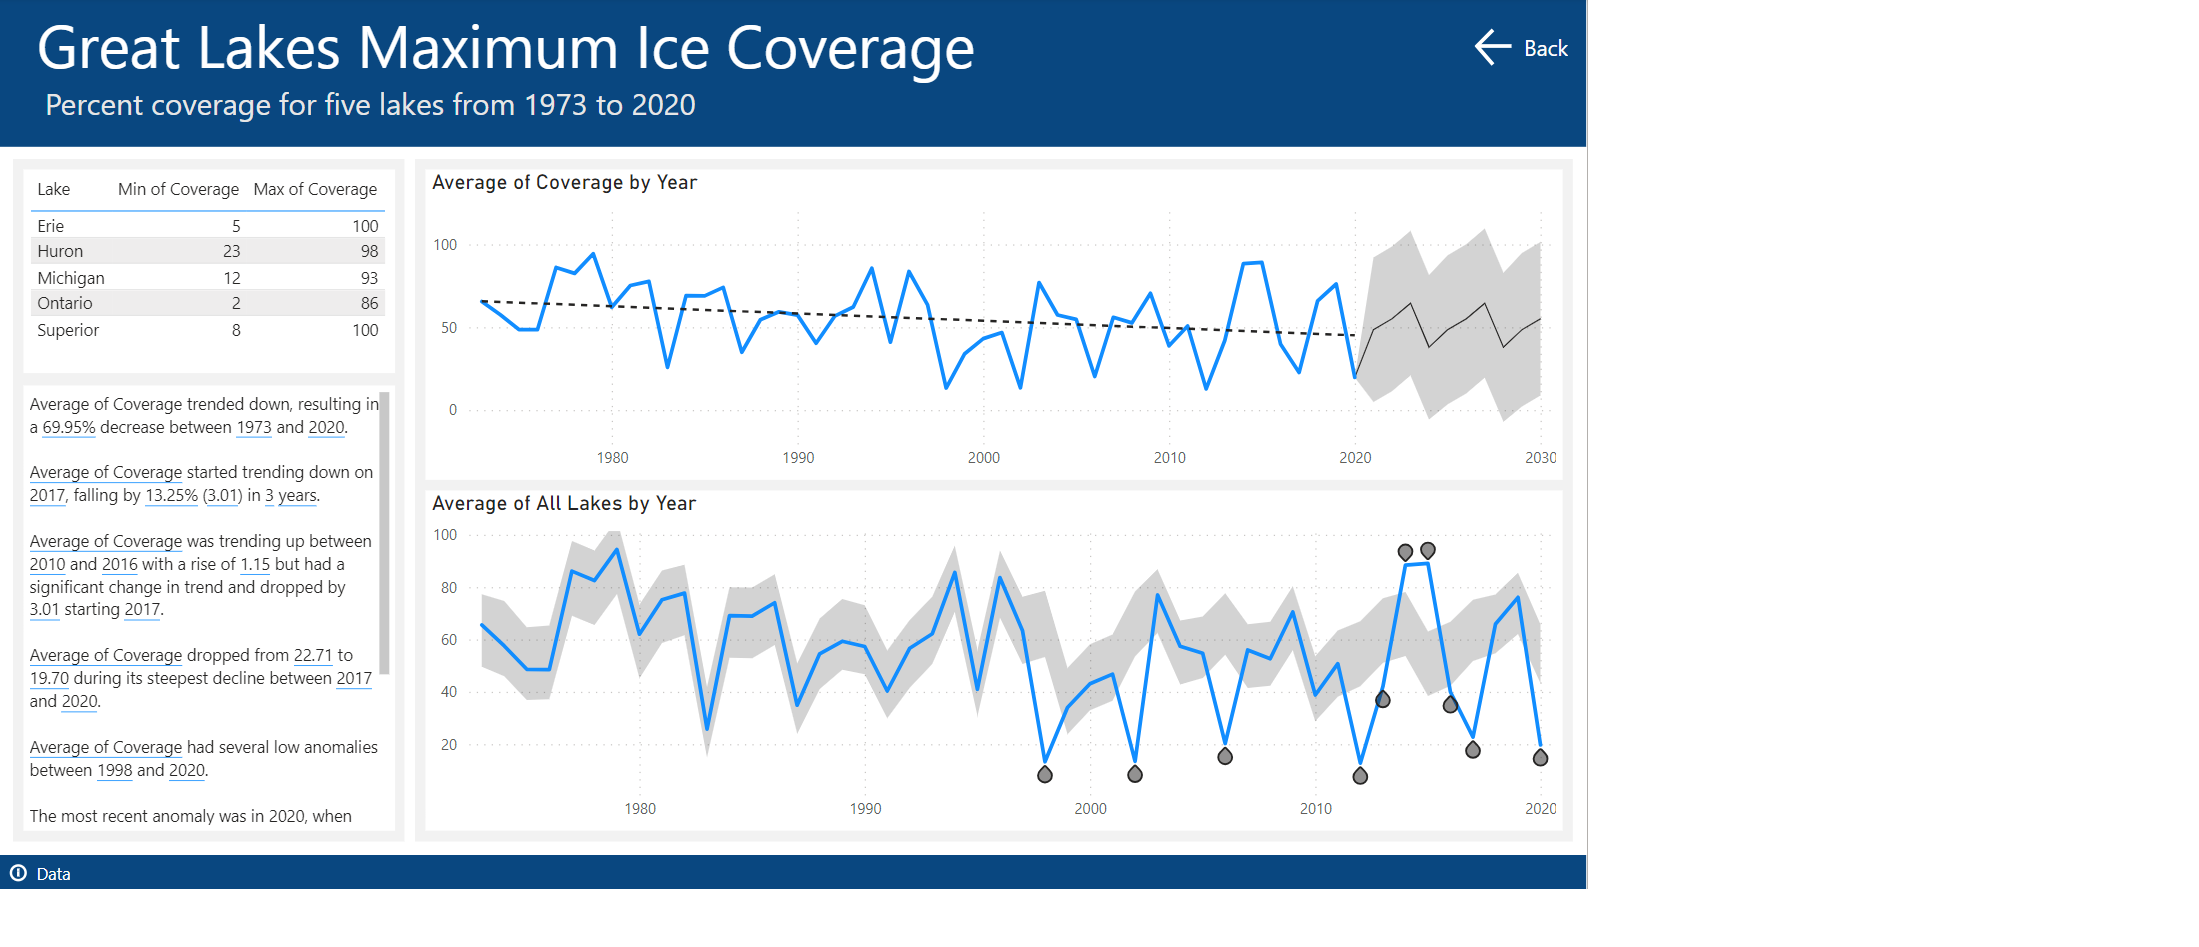 Great Lakes Maximum Ice Coverage
Back
Percent coverage for five lakes from 1973 to 2020
Lake Min of Coverage Max of Coverage
Erie 5 100
Huron 23 98
Michigan 12 93
Ontario 2 86
Superior 8 100
Average of Coverage trended down, resulting in
a 69.95% decrease between 1973 and 2020.
Average of Coverage started trending down on
2017, falling by 13.25% (3.01) in 3 years.
Average of Coverage was trending up between
2010 and 2016 with a rise of 1.15 but had a
significant change in trend and dropped by
3.01 starting 2017.
Average of Coverage dropped from 22.71 to
19.70 during its steepest decline between 2017
and 2020.
Average of Coverage had several low anomalies
between 1998 and 2020.
The most recent anomaly was in 2020, when
Average of Coverage by Year
100
50
0
1980 1990 2000 2010 2020 2030
Average of All Lakes by Year
100
80
60
40
20
1980 1990 2000 2010 2020
Data